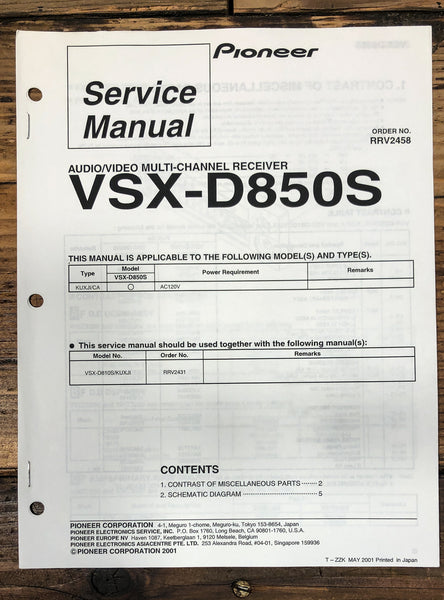 Pioneer
Service
Manual
ORDER NO.
RRV2458
AUDIO/VIDEO MULTI-CHANNEL RECEIVER
VSX-D850S
THIS MANUAL IS APPLICABLE TO THE FOLLOWING MODEL(S) AND TYPE(S).
Type Model Power Requirement Remarks
VSX-D850S
KUXJI/CA ○ AC120V
● This service manual should be used together with the following manual(s):
Model No. Order No. Remarks
VSX-D810S/KUXJI RRV2431
CONTENTS
1. CONTRAST OF MISCELLANEOUS PARTS ········ 2
2. SCHEMATIC DIAGRAM ························ 5
PIONEER CORPORATION 4-1, Meguro 1-chome, Meguro-ku, Tokyo 153-8654, Japan
PIONEER ELECTRONICS SERVICE, INC. P.O. Box 1760, Long Beach, CA 90801-1760, U.S.A.
PIONEER EUROPE NV Haven 1087, Keetberglaan 1, 9120 Melsele, Belgium
PIONEER ELECTRONICS ASIACENTRE PTE. LTD. 253 Alexandra Road, #04-01, Singapore 159936
©PIONEER CORPORATION 2001
T – ZZK MAY 2001 Printed in Japan